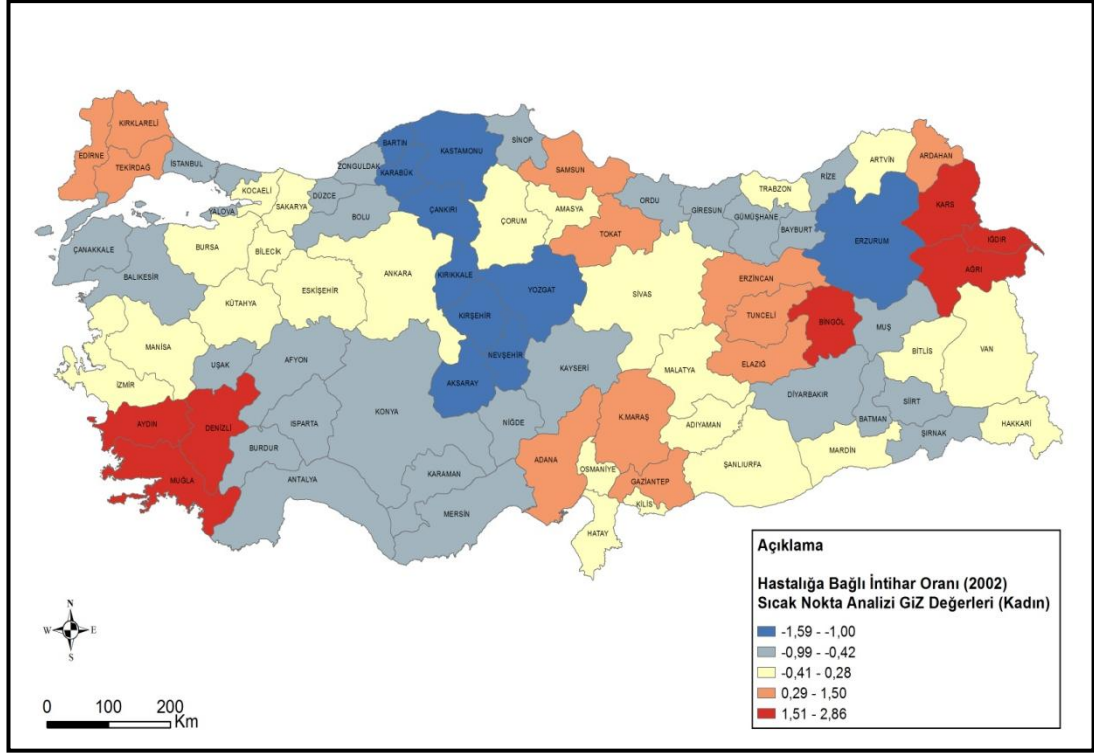 KIRKLARELİ
EDİRNE
TEKİRDAĞ
İSTANBUL
KOCAELİ
YALOVA
SAKARYA
DÜZCE
ZONGULDAK
BARTIN
KARABÜK
KASTAMONU
SİNOP
SAMSUN
ÇANKIRI
BOLU
ÇORUM
AMASYA
TOKAT
ORDU
GİRESUN
TRABZON
GÜMÜŞHANE
BAYBURT
RİZE
ARTVİN
ARDAHAN
KARS
IĞDIR
AĞRI
ERZURUM
ÇANAKKALE
BALIKESİR
BURSA
BİLECİK
KÜTAHYA
ESKİŞEHİR
ANKARA
KIRIKKALE
YOZGAT
KIRŞEHİR
NEVŞEHİR
AKSARAY
SİVAS
ERZİNCAN
TUNCELİ
BİNGÖL
ELAZIĞ
MUŞ
BİTLİS
VAN
MANİSA
İZMİR
UŞAK
AFYON
KONYA
KAYSERİ
NİĞDE
MALATYA
K.MARAŞ
ADIYAMAN
DİYARBAKIR
BATMAN
SİİRT
ŞIRNAK
HAKKARİ
MARDİN
ŞANLIURFA
AYDIN
DENİZLİ
MUĞLA
BURDUR
ISPARTA
ANTALYA
KARAMAN
MERSİN
ADANA
OSMANİYE
GAZİANTEP
KİLİS
HATAY
N
W E
S
0 100 200
Km
Açıklama
Hastalığa Bağlı İntihar Oranı (2002)
Sıcak Nokta Analizi GiZ Değerleri (Kadın)
-1,59 - -1,00
-0,99 - -0,42
-0,41 - 0,28
0,29 - 1,50
1,51 - 2,86